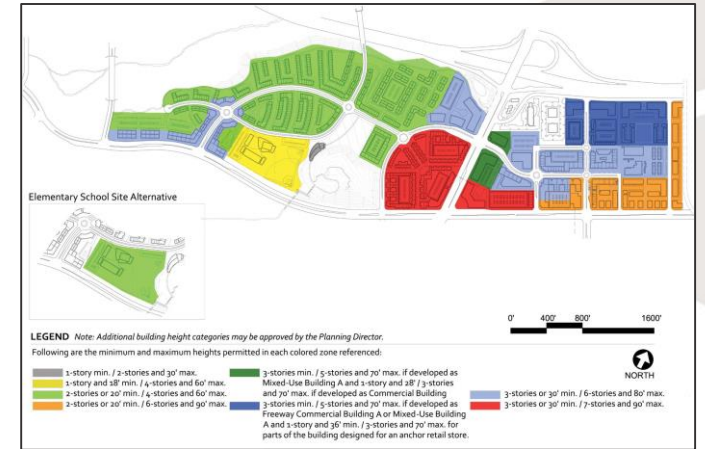 Elementary School Site Alternative
0' 400' 800' 1600'
NORTH
LEGEND Note: Additional building height categories may be approved by the Planning Director.
Following are the minimum and maximum heights permitted in each colored zone referenced:
1-story min. / 2-stories and 30' max.
1-story and 18' min. / 4-stories and 60' max.
2-stories or 20' min. / 4-stories and 60' max.
2-stories or 20' min. / 6-stories and 90' max.
3-stories min. / 5-stories and 70' max. if developed as
Mixed-Use Building A and 1-story and 28' / 3-stories
and 70' max. if developed as Commercial Building
3-stories min. / 5-stories and 70' max. if developed as
Freeway Commercial Building A or Mixed-Use Building
A and 1-story and 36' min. / 3-stories and 70' max. for
parts of the building designed for an anchor retail store.
3-stories or 30' min. / 6-stories and 80' max.
3-stories or 30' min. / 7-stories and 90' max.